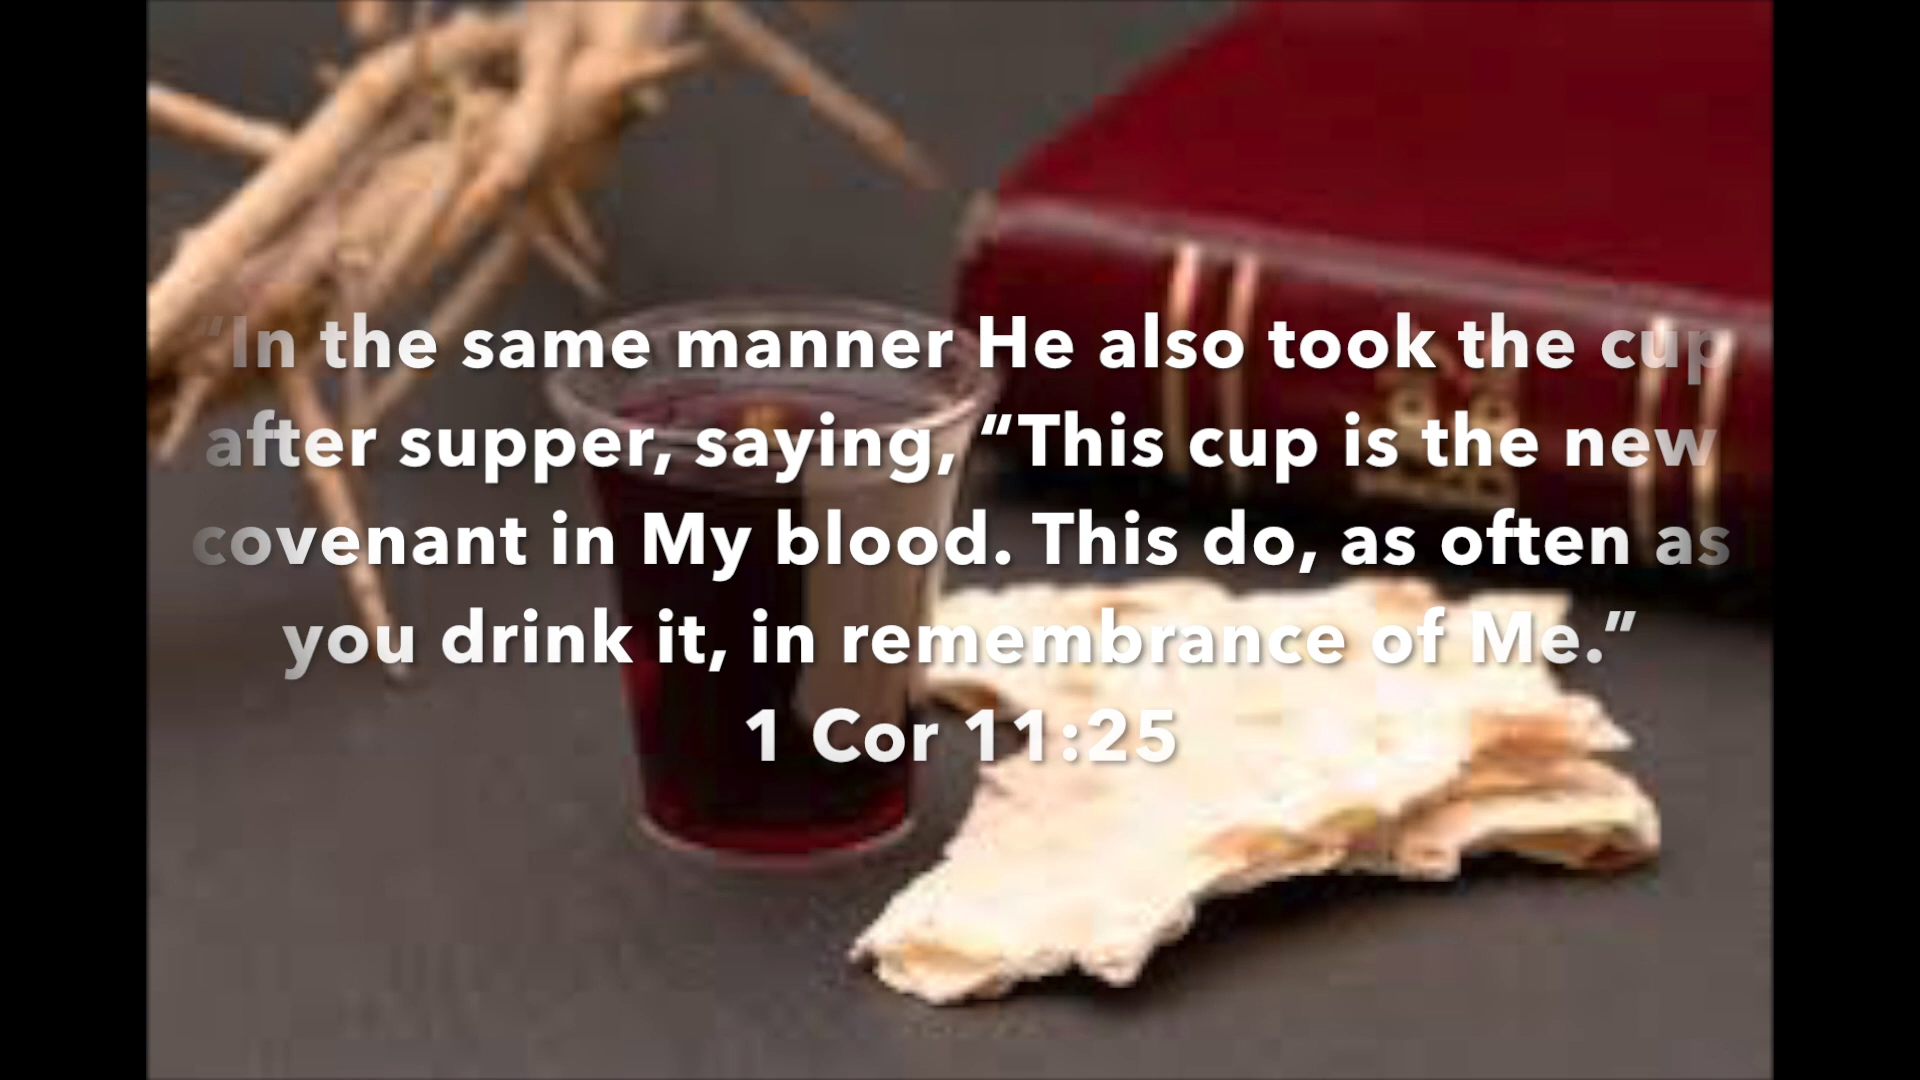 “In the same manner He also took the cup
after supper, saying, “This cup is the new
covenant in My blood. This do, as often as
you drink it, in remembrance of Me.”
1 Cor 11:25